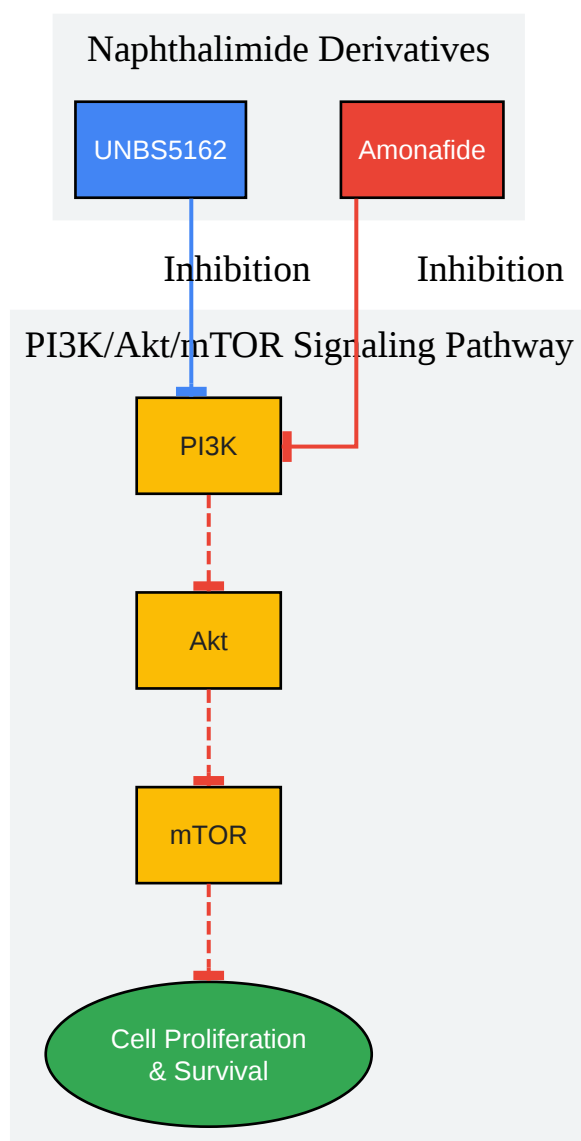 Naphthalimide Derivatives
UNBS5162
Amonafide
Inhibition
Inhibition
PI3K/Akt/mTOR Signaling Pathway
PI3K
Akt
mTOR
Cell Proliferation
& Survival